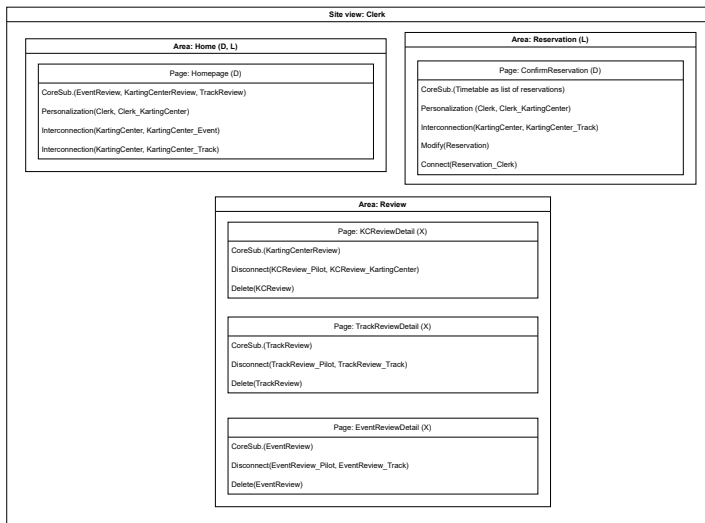 Site view: Clerk
Area: Home (D, L)
Page: Homepage (D)
CoreSub.(EventReview, KartingCenterReview, TrackReview)
Personalization(Clerk, Clerk_KartingCenter)
Interconnection(KartingCenter, KartingCenter_Event)
Interconnection(KartingCenter, KartingCenter_Track)
Area: Reservation (L)
Page: ConfirmReservation (D)
CoreSub.(Timetable as list of reservations)
Personalization (Clerk, Clerk_KartingCenter)
Interconnection(KartingCenter, KartingCenter_Track)
Modify(Reservation)
Connect(Reservation_Clerk)
Area: Review
Page: KCReviewDetail (X)
CoreSub.(KartingCenterReview)
Disconnect(KCReview_Pilot, KCReview_KartingCenter)
Delete(KCReview)
Page: TrackReviewDetail (X)
CoreSub.(TrackReview)
Disconnect(TrackReview_Pilot, TrackReview_Track)
Delete(TrackReview)
Page: EventReviewDetail (X)
CoreSub.(EventReview)
Disconnect(EventReview_Pilot, EventReview_Track)
Delete(EventReview)